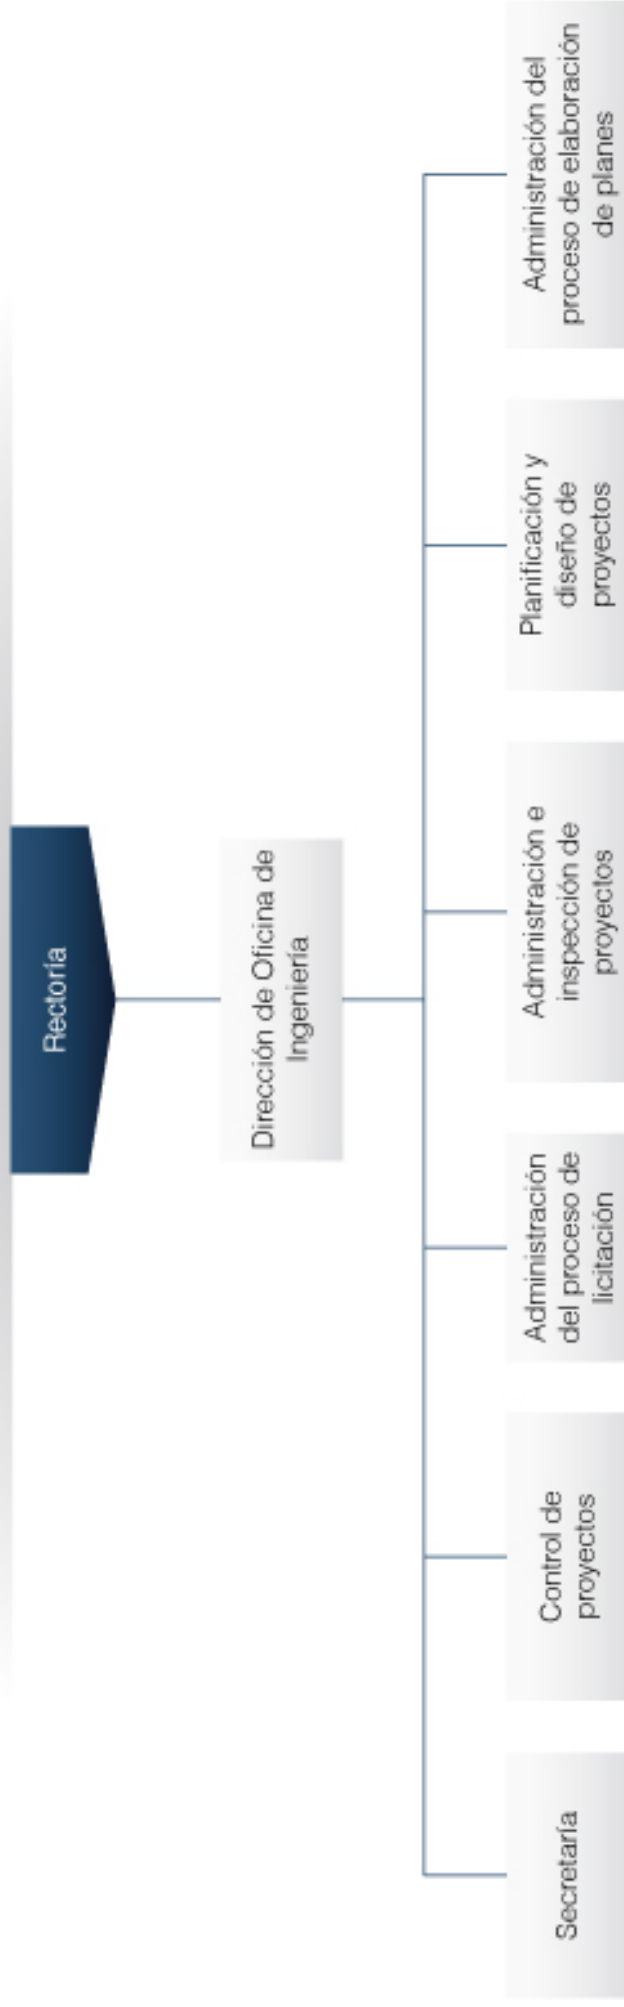 Rectoría
Dirección de Oficina de
Ingeniería
Secretaría
Control de
proyectos
Administración
del proceso de
licitación
Administración e
inspección de
proyectos
Planificación y
diseño de
proyectos
Administración del
proceso de elaboración
de planes